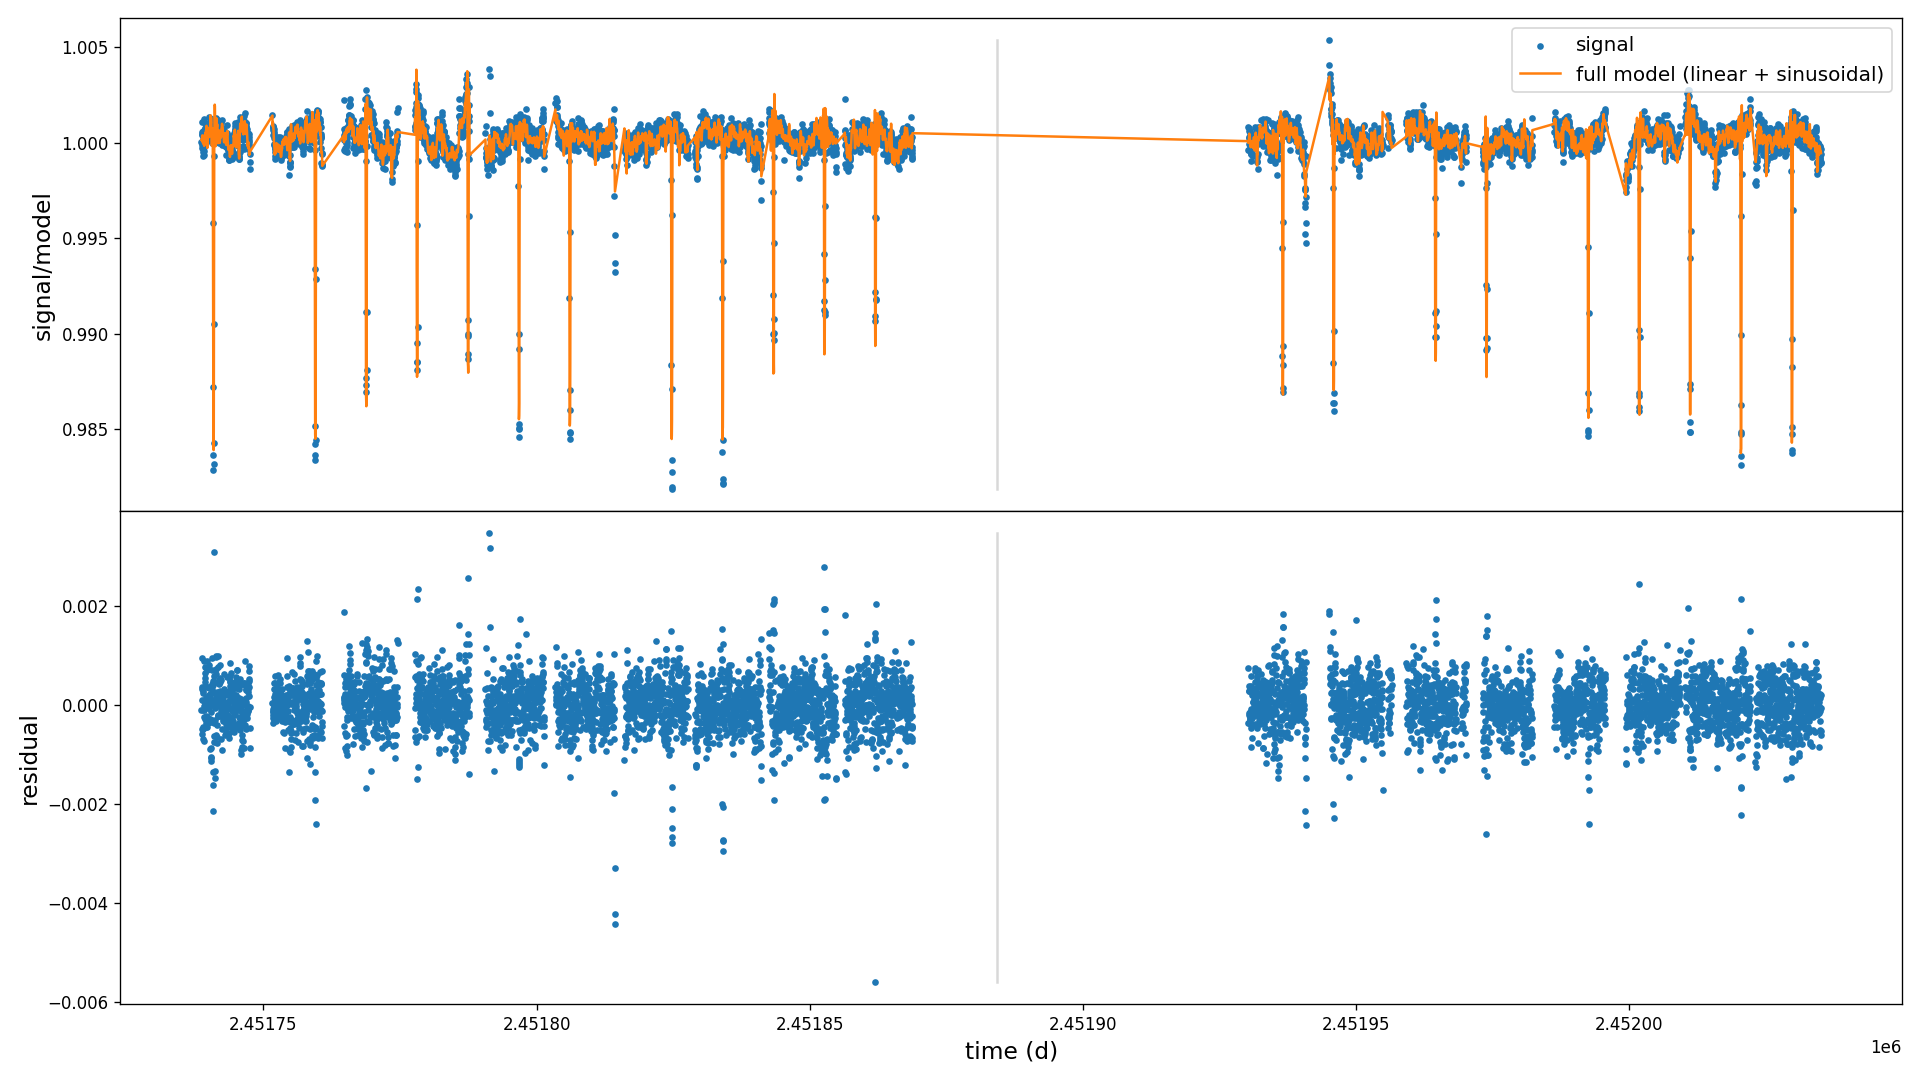 signal
full model (linear + sinusoidal)
1.005
1.000
0.995
0.990
0.985
signal/model
0.002
0.000
−0.002
−0.004
−0.006
residual
2.45175
2.45180
2.45185
2.45190
2.45195
2.45200
1e6
time (d)